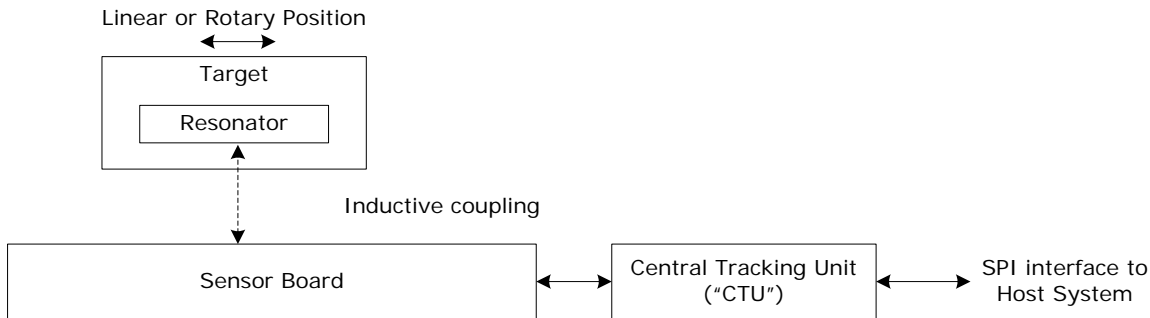 Linear or Rotary Position
Target
Resonator
Inductive coupling
Sensor Board
Central Tracking Unit
("CTU")
SPI interface to
Host System